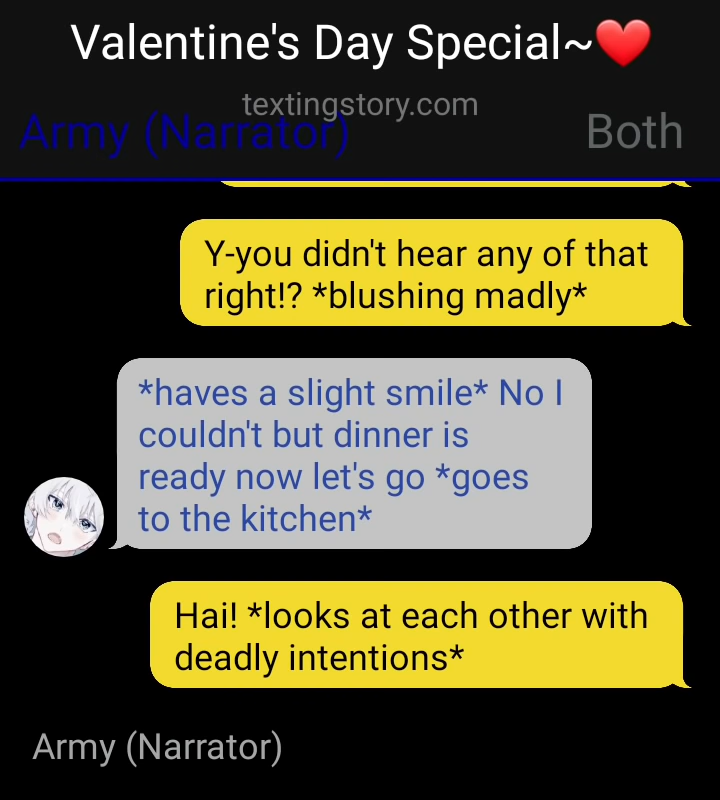 Valentine's Day Special~❤️
textingstory.com
Army (Narrator)
Both
Y-you didn't hear any of that
right!? *blushing madly*
*haves a slight smile* No I
couldn't but dinner is
ready now let's go *goes
to the kitchen*
Hai! *looks at each other with
deadly intentions*
Army (Narrator)